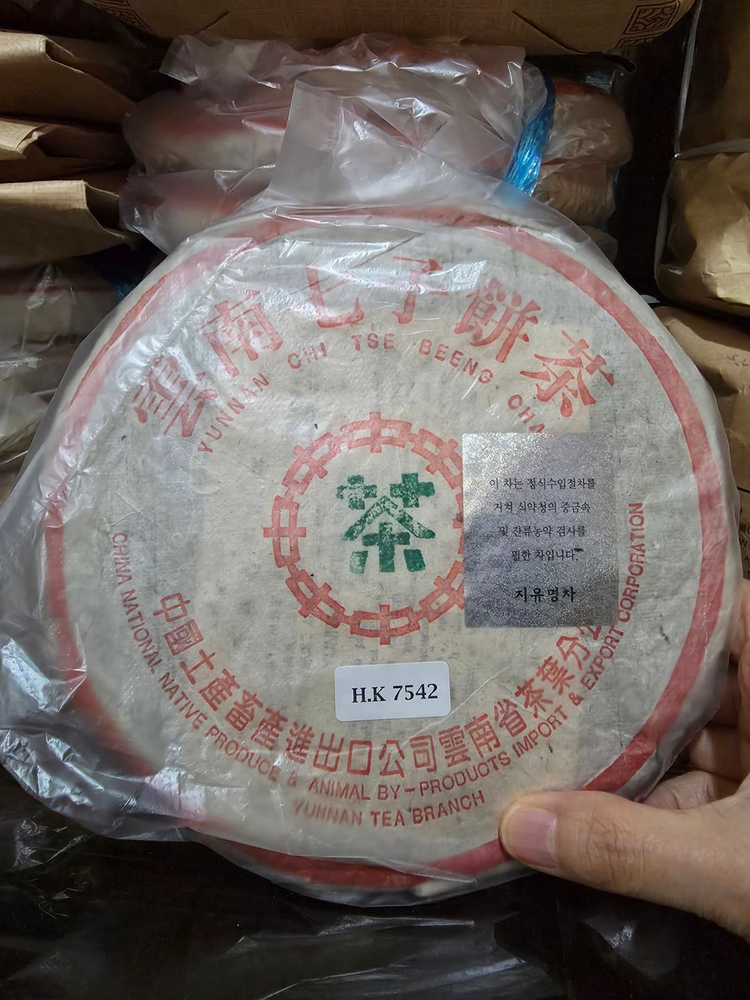 雲南七子餅茶
YUNNAN CHI TSE BEENG CHA
茶
이 차는 정식수입절차를
거쳐 식약청의 중금속
및 잔류농약 검사를
필한 차입니다
지유명차
H.K 7542
中國土產畜產進出口公司雲南省茶葉分公
CHINA NATIONAL NATIVE PRODUCE & ANIMAL BY-PRODUCTS IMPORT & EXPORT CORPORATION
YUNNAN TEA BRANCH